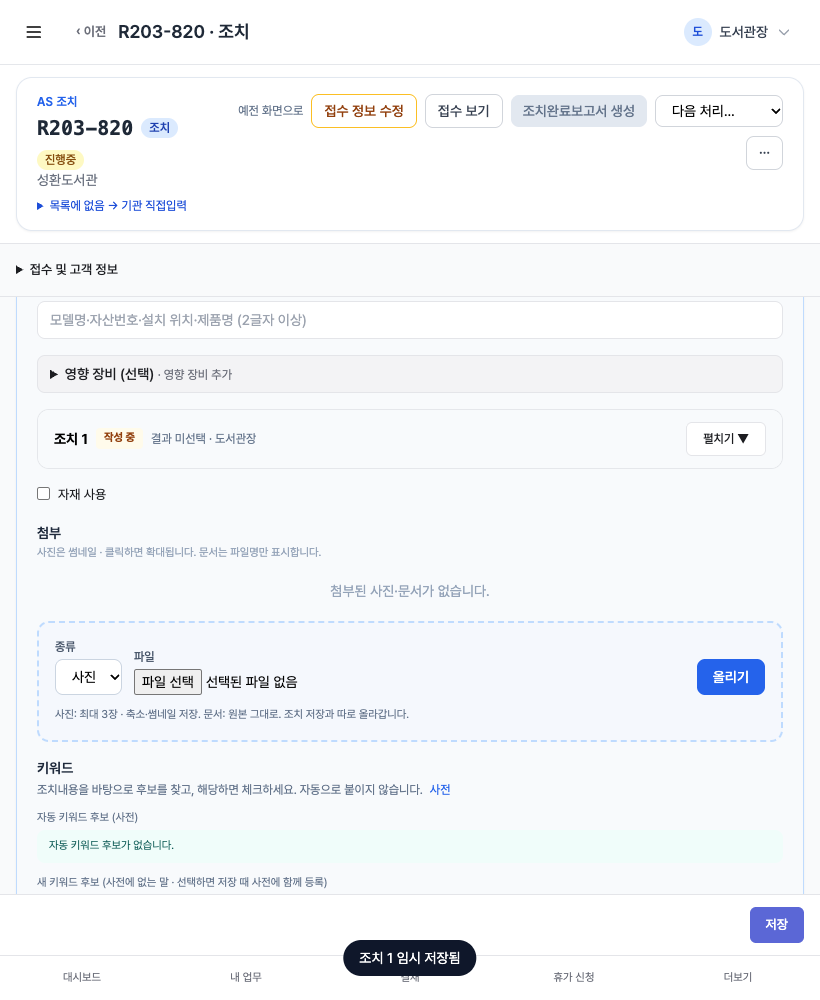 ‹ 이전 R203-820 · 조치
도 도서관장
AS 조치
예전 화면으로 접수 정보 수정 접수 보기 조치완료보고서 생성 다음 처리...
R203-820 조치
진행중
...
성환도서관
▶ 목록에 없음 → 기관 직접입력
▶ 접수 및 고객 정보
모델명·자산번호·설치 위치·제품명 (2글자 이상)
▶ 영향 장비 (선택) · 영향 장비 추가
조치 1 작성 중 결과 미선택 · 도서관장 펼치기 ▼
자재 사용
첨부
사진은 썸네일 · 클릭하면 확대됩니다. 문서는 파일명만 표시합니다.
첨부된 사진·문서가 없습니다.
종류
파일
사진
파일 선택 선택된 파일 없음
올리기
사진: 최대 3장 · 축소·썸네일 저장. 문서: 원본 그대로. 조치 저장과 따로 올라갑니다.
키워드
조치내용을 바탕으로 후보를 찾고, 해당하면 체크하세요. 자동으로 붙이지 않습니다. 사전
자동 키워드 후보 (사전)
자동 키워드 후보가 없습니다.
새 키워드 후보 (사전에 없는 말 · 선택하면 저장 때 사전에 함께 등록)
저장
조치 1 임시 저장됨
대시보드 내 업무 휴가 신청 더보기